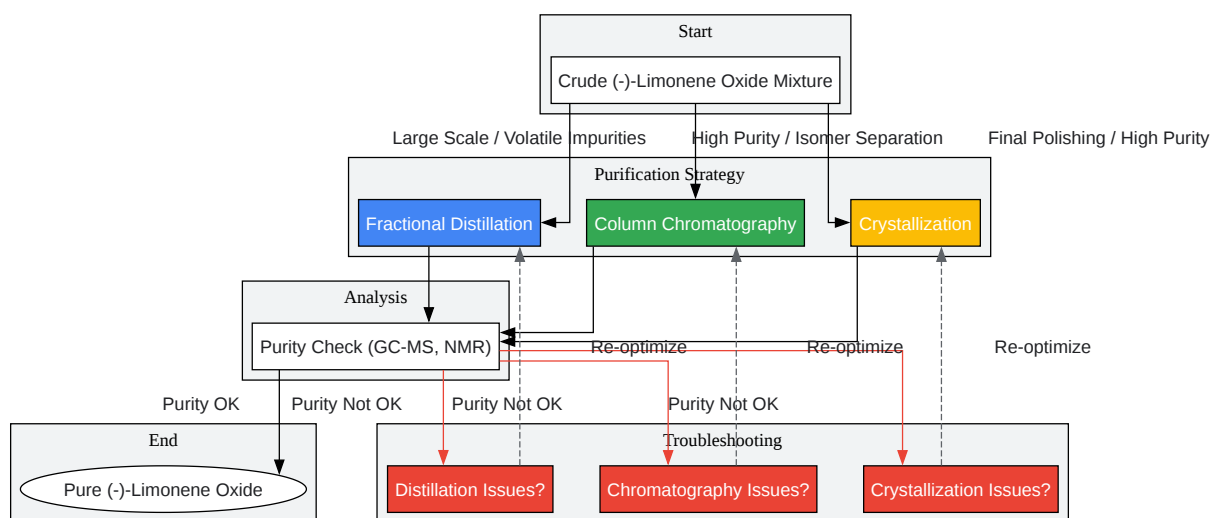 Start
Crude (-)-Limonene Oxide Mixture
Large Scale / Volatile Impurities
High Purity / Isomer Separation
Final Polishing / High Purity
Purification Strategy
Fractional Distillation
Column Chromatography
Crystallization
Analysis
Purity Check (GC-MS, NMR)
Re-optimize
Re-optimize
Re-optimize
Purity OK
Purity Not OK
Purity Not OK
Purity Not OK
End
Troubleshooting
Pure (-)-Limonene Oxide
Distillation Issues?
Chromatography Issues?
Crystallization Issues?